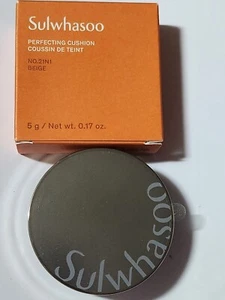 Sulwhasoo
PERFECTING CUSHION
COUSSIN DE TEINT
NO.21N1
BEIGE
5 g / Net wt. 0.17 oz.
Sulwhasoo